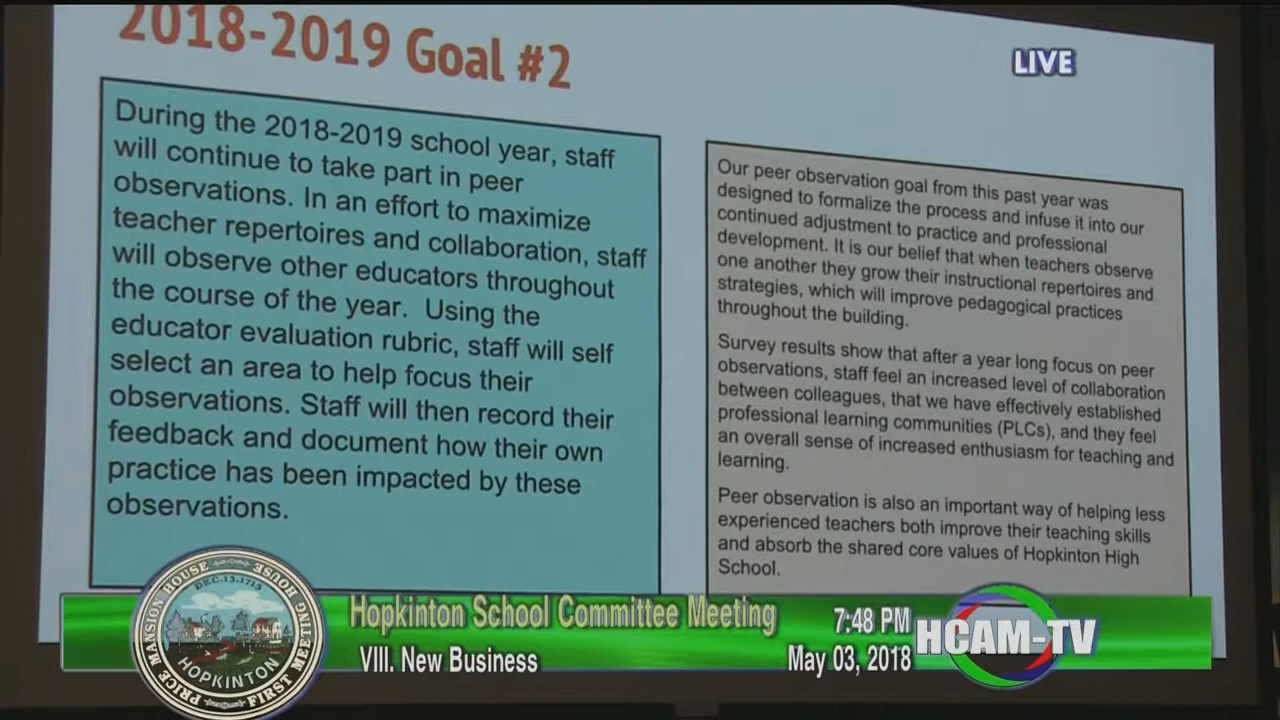 2018-2019 Goal #2
LIVE
During the 2018-2019 school year, staff
will continue to take part in peer
observations. In an effort to maximize
teacher repertoires and collaboration, staff
will observe other educators throughout
the course of the year. Using the
educator evaluation rubric, staff will self
select an area to help focus their
observations. Staff will then record their
feedback and document how their own
practice has been impacted by these
observations.
Our peer observation goal from this past year was
designed to formalize the process and infuse it into our
continued adjustment to practice and professional
development. It is our belief that when teachers observe
one another they grow their instructional repertoires and
strategies, which will improve pedagogical practices
throughout the building.
Survey results show that after a year long focus on peer
observations, staff feel an increased level of collaboration
between colleagues, that we have effectively established
professional learning communities (PLCs), and they feel
an overall sense of increased enthusiasm for teaching and
learning.
Peer observation is also an important way of helping less
experienced teachers both improve their teaching skills
and absorb the shared core values of Hopkinton High
School.
PRICE MANSION HOUSE FIRST MEETING HOUSE
DEC.13.1715
HOPKINTON
Hopkinton School Committee Meeting
7:48 PM
VIII. New Business
May 03, 2018
HCAM-TV